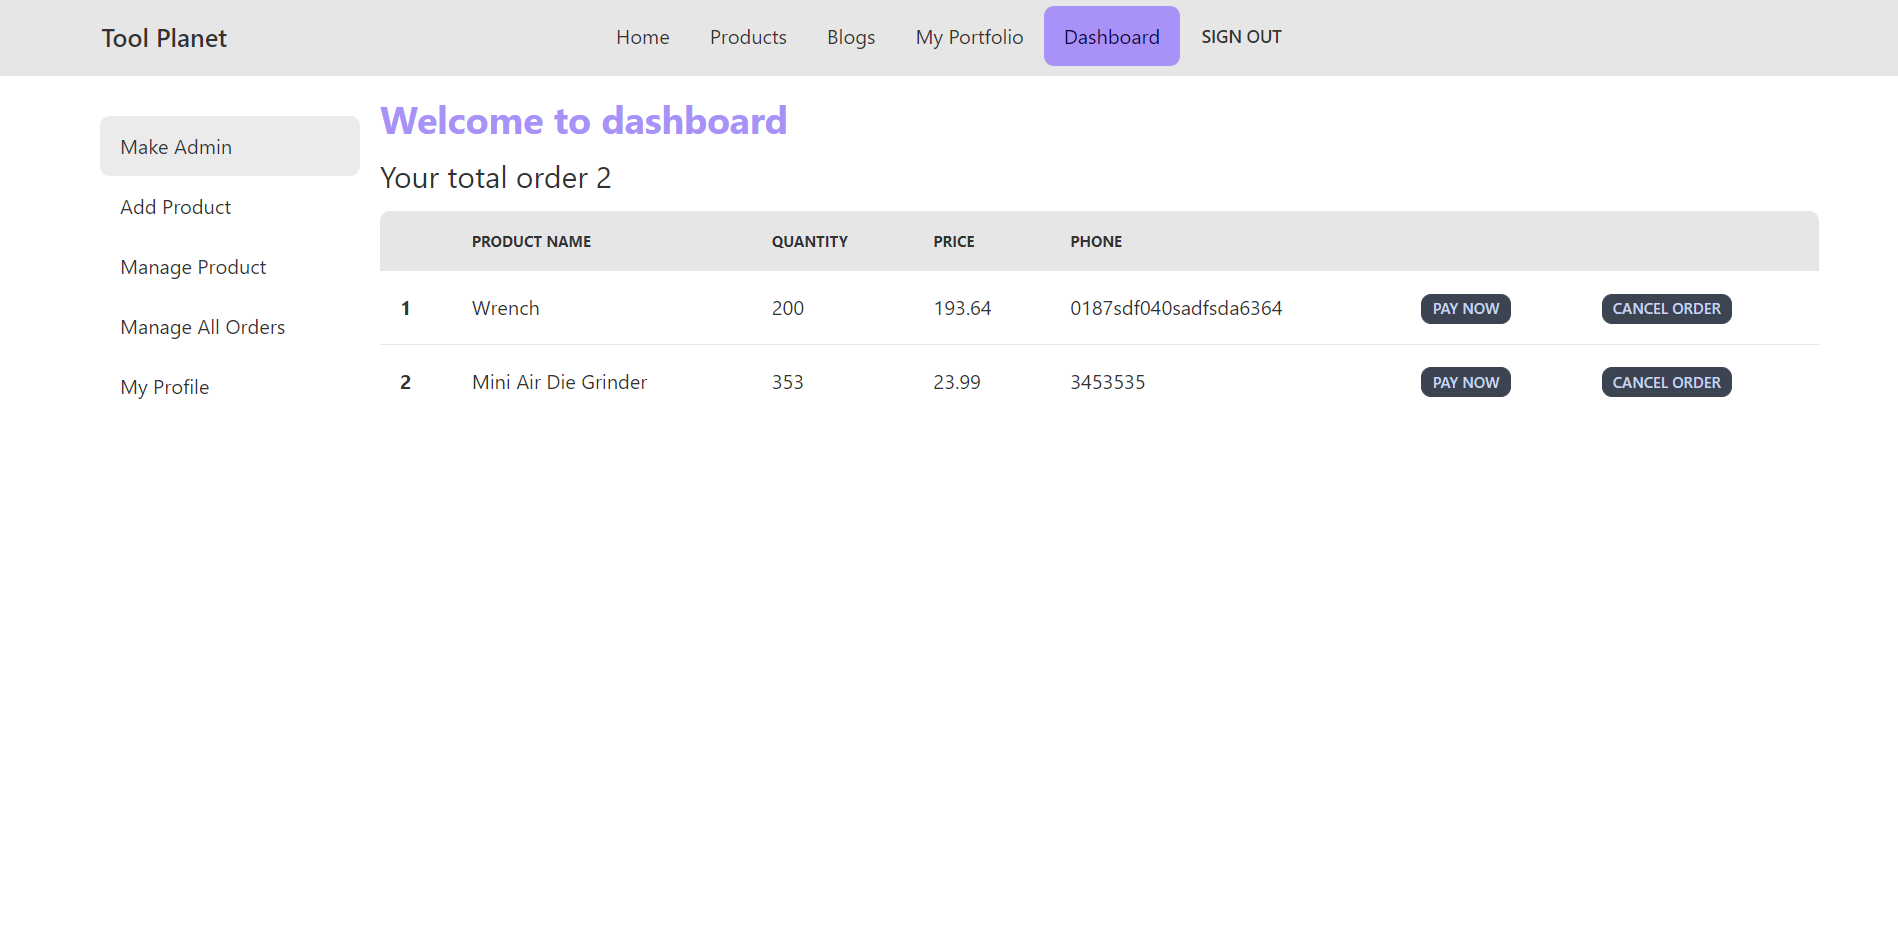 Tool Planet Home Products Blogs My Portfolio Dashboard SIGN OUT
Make Admin
Add Product
Manage Product
Manage All Orders
My Profile
Welcome to dashboard
Your total order 2
PRODUCT NAME QUANTITY PRICE PHONE
1 Wrench 200 193.64 0187sdf040sadfsda6364 PAY NOW CANCEL ORDER
2 Mini Air Die Grinder 353 23.99 3453535 PAY NOW CANCEL ORDER